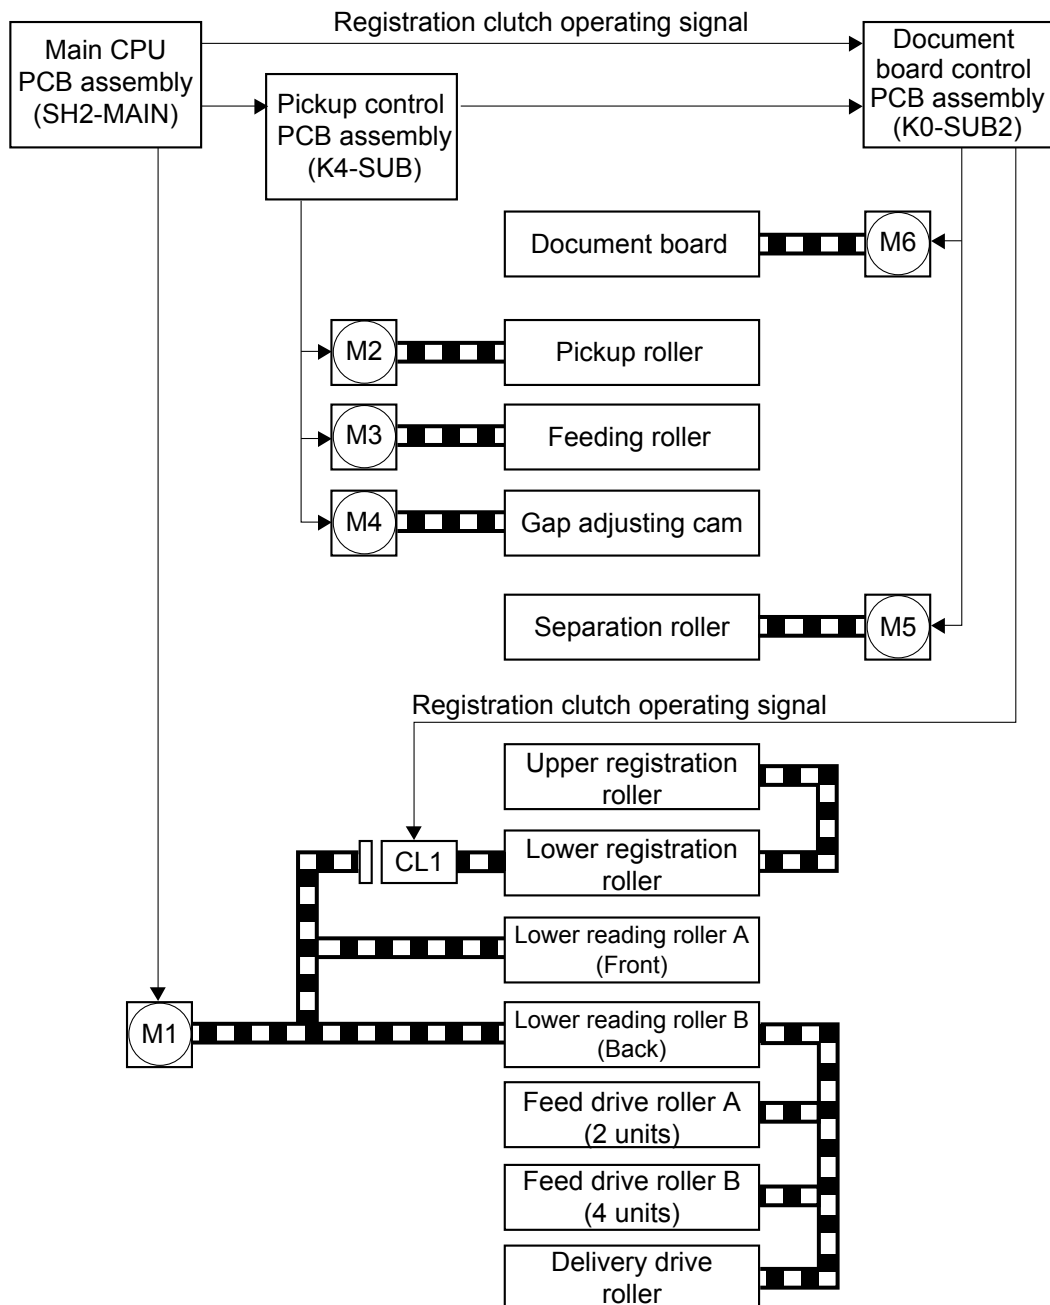 Registration clutch operating signal
Main CPU
PCB assembly
(SH2-MAIN)
Pickup control
PCB assembly
(K4-SUB)
Document
board control
PCB assembly
(K0-SUB2)
Document board
M6
M2
Pickup roller
M3
Feeding roller
M4
Gap adjusting cam
Separation roller
M5
Registration clutch operating signal
Upper registration
roller
CL1
Lower registration
roller
Lower reading roller A
(Front)
M1
Lower reading roller B
(Back)
Feed drive roller A
(2 units)
Feed drive roller B
(4 units)
Delivery drive
roller